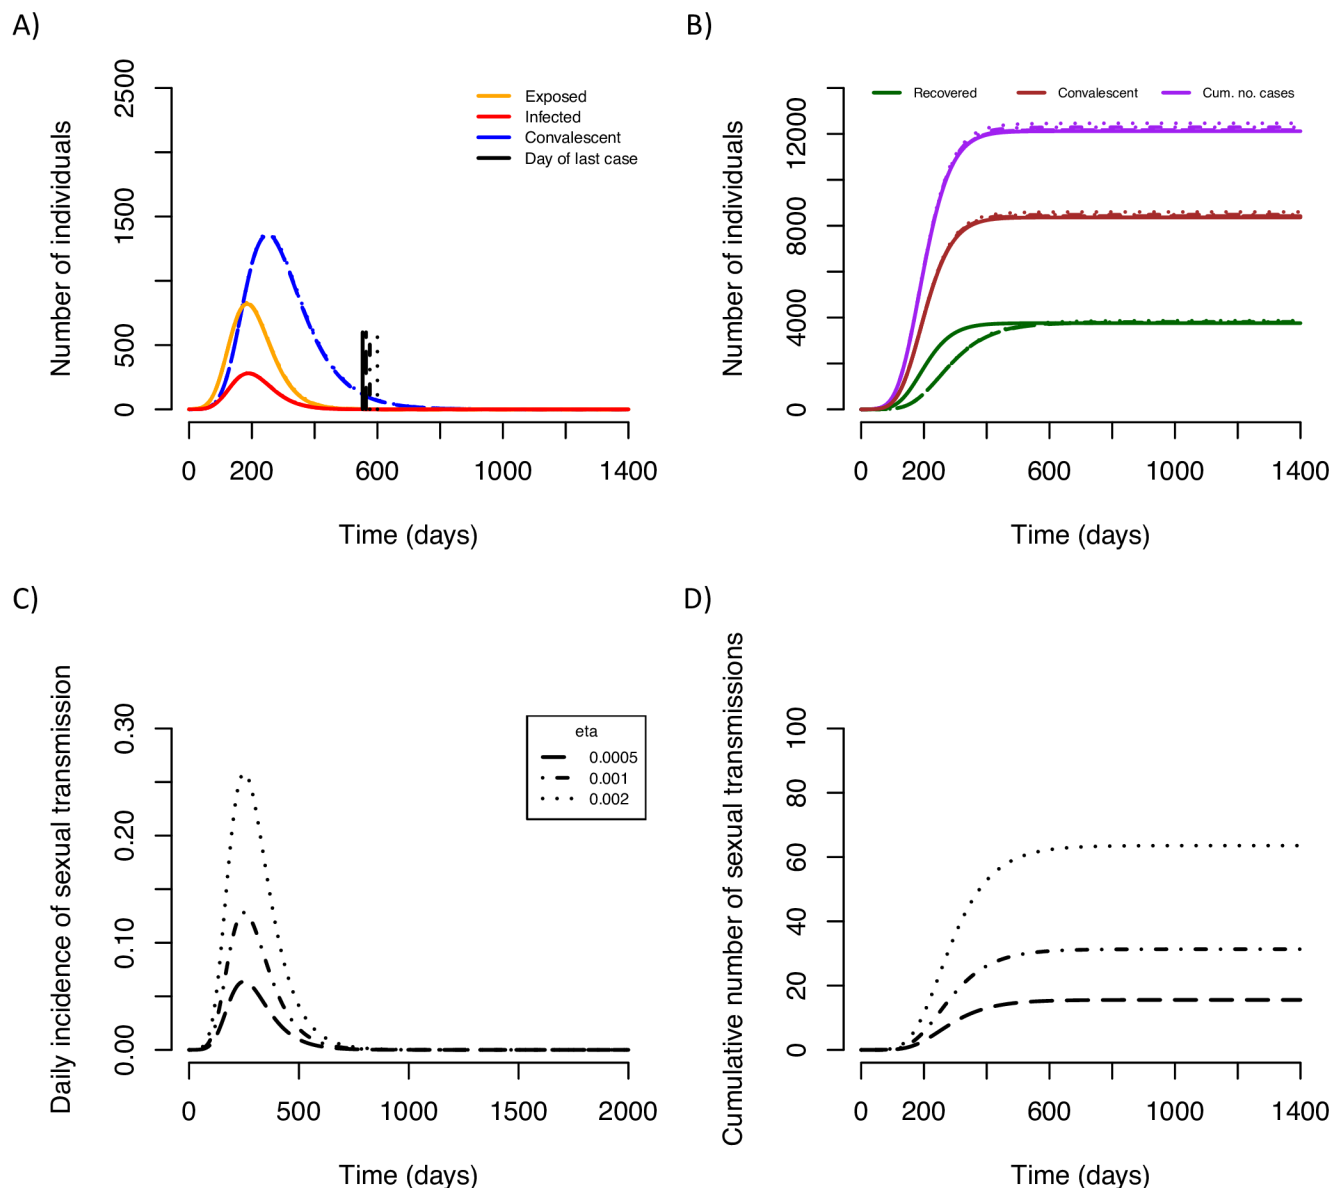 A)
Number of individuals
2500
1500
500
0
Exposed
Infected
Convalescent
Day of last case
0 200 600 1000 1400
Time (days)
B)
Number of individuals
12000
8000
4000
0
Recovered Convalescent Cum. no. cases
0 200 600 1000 1400
Time (days)
C)
Daily incidence of sexual transmission
0.30
0.20
0.10
0.00
eta
0.0005
0.001
0.002
0 500 1000 1500 2000
Time (days)
D)
Cumulative number of sexual transmissions
100
80
60
40
20
0
0 200 600 1000 1400
Time (days)